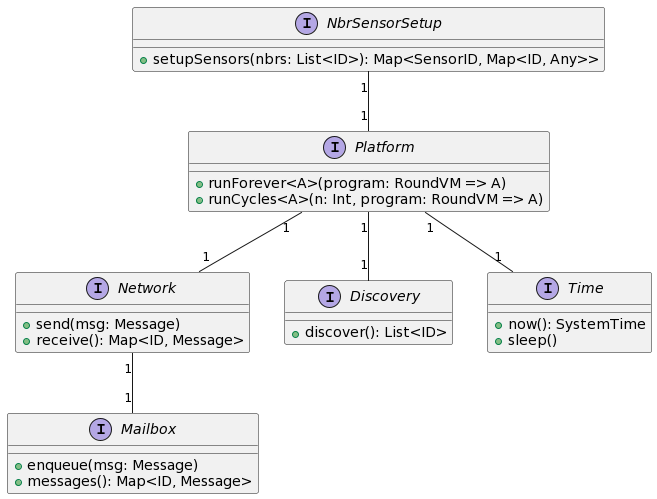 I NbrSensorSetup
setupSensors(nbrs: List<ID>): Map<SensorID, Map<ID, Any>>
1
1
I Platform
runForever<A>(program: RoundVM => A)
runCycles<A>(n: Int, program: RoundVM => A)
1 1 1
1 1 1
I Network
send(msg: Message)
receive(): Map<ID, Message>
I Discovery
discover(): List<ID>
I Time
now(): SystemTime
sleep()
1
1
I Mailbox
enqueue(msg: Message)
messages(): Map<ID, Message>